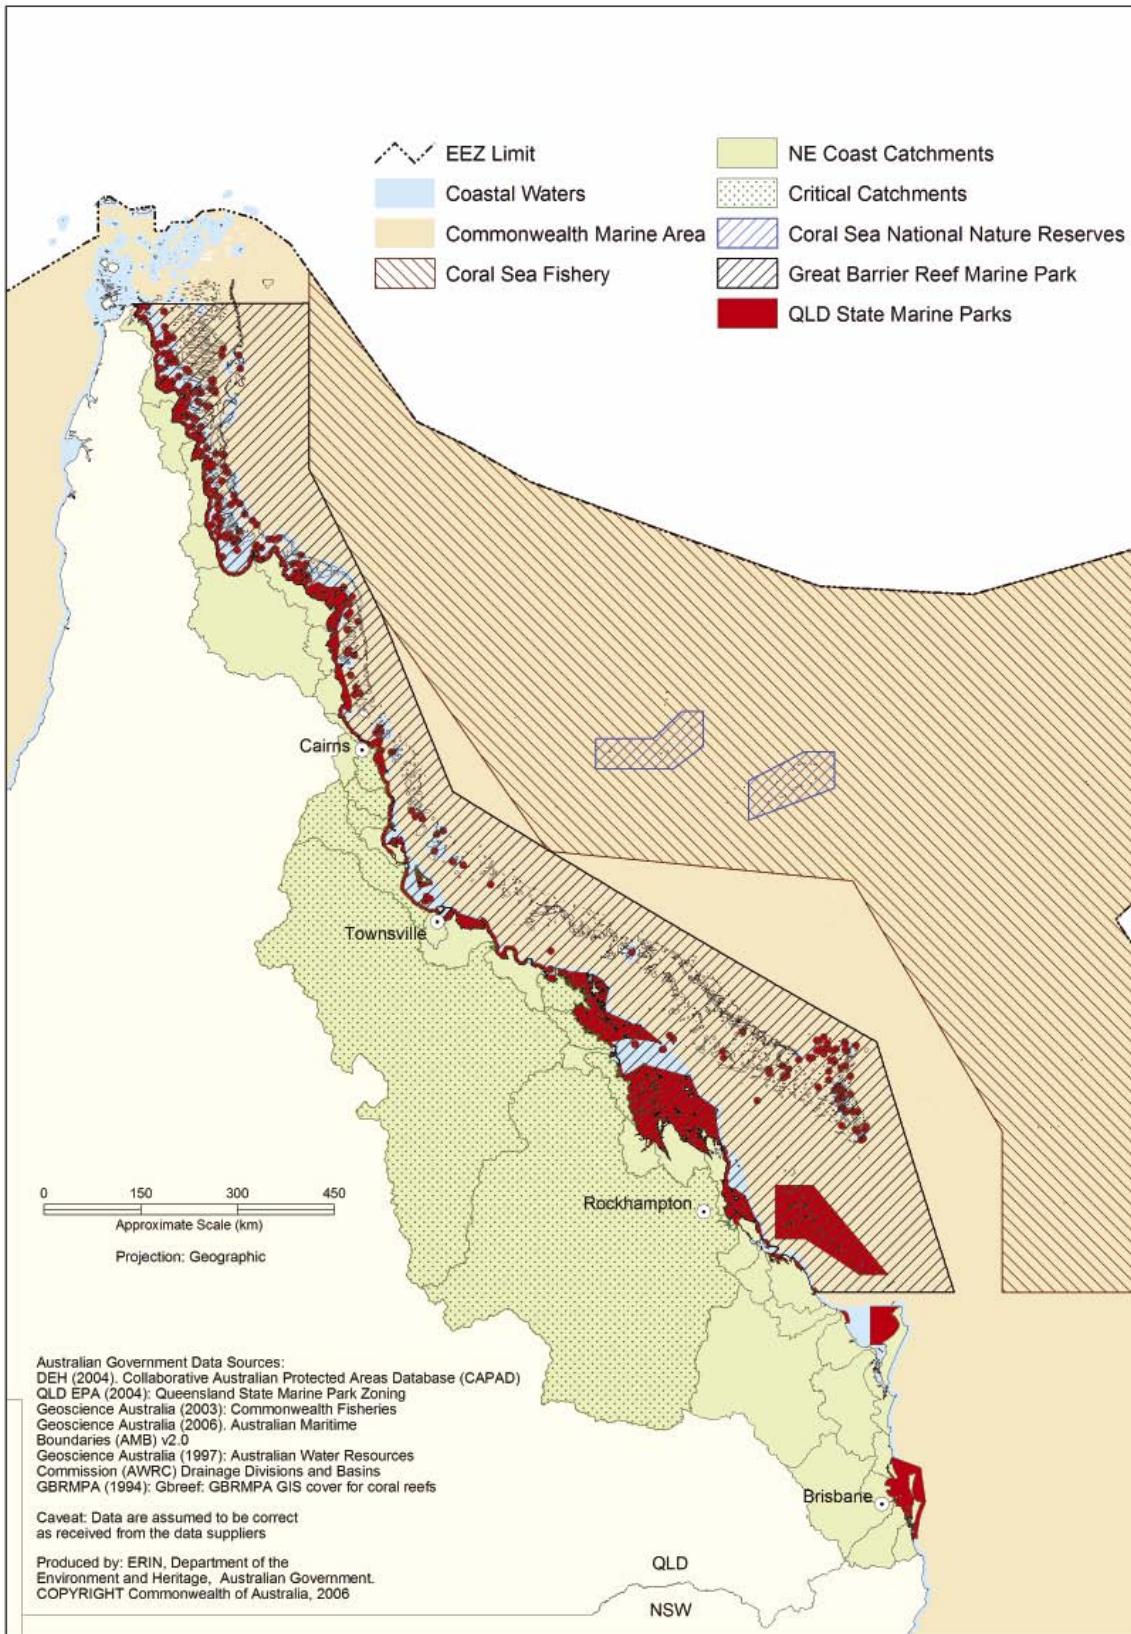 EEZ Limit
Coastal Waters
Commonwealth Marine Area
Coral Sea Fishery
NE Coast Catchments
Critical Catchments
Coral Sea National Nature Reserves
Great Barrier Reef Marine Park
QLD State Marine Parks
Cairns
Townsville
Rockhampton
0 150 300 450
Approximate Scale (km)
Projection: Geographic
Australian Government Data Sources:
DEH (2004). Collaborative Australian Protected Areas Database (CAPAD)
QLD EPA (2004): Queensland State Marine Park Zoning
Geoscience Australia (2003): Commonwealth Fisheries
Geoscience Australia (2006). Australian Maritime
Boundaries (AMB) v2.0
Geoscience Australia (1997): Australian Water Resources
Commission (AWRC) Drainage Divisions and Basins
GBRMPA (1994): Gbreef: GBRMPA GIS cover for coral reefs
Caveat: Data are assumed to be correct
as received from the data suppliers
Produced by: ERIN, Department of the
Environment and Heritage, Australian Government.
COPYRIGHT Commonwealth of Australia, 2006
Brisbane
QLD
NSW